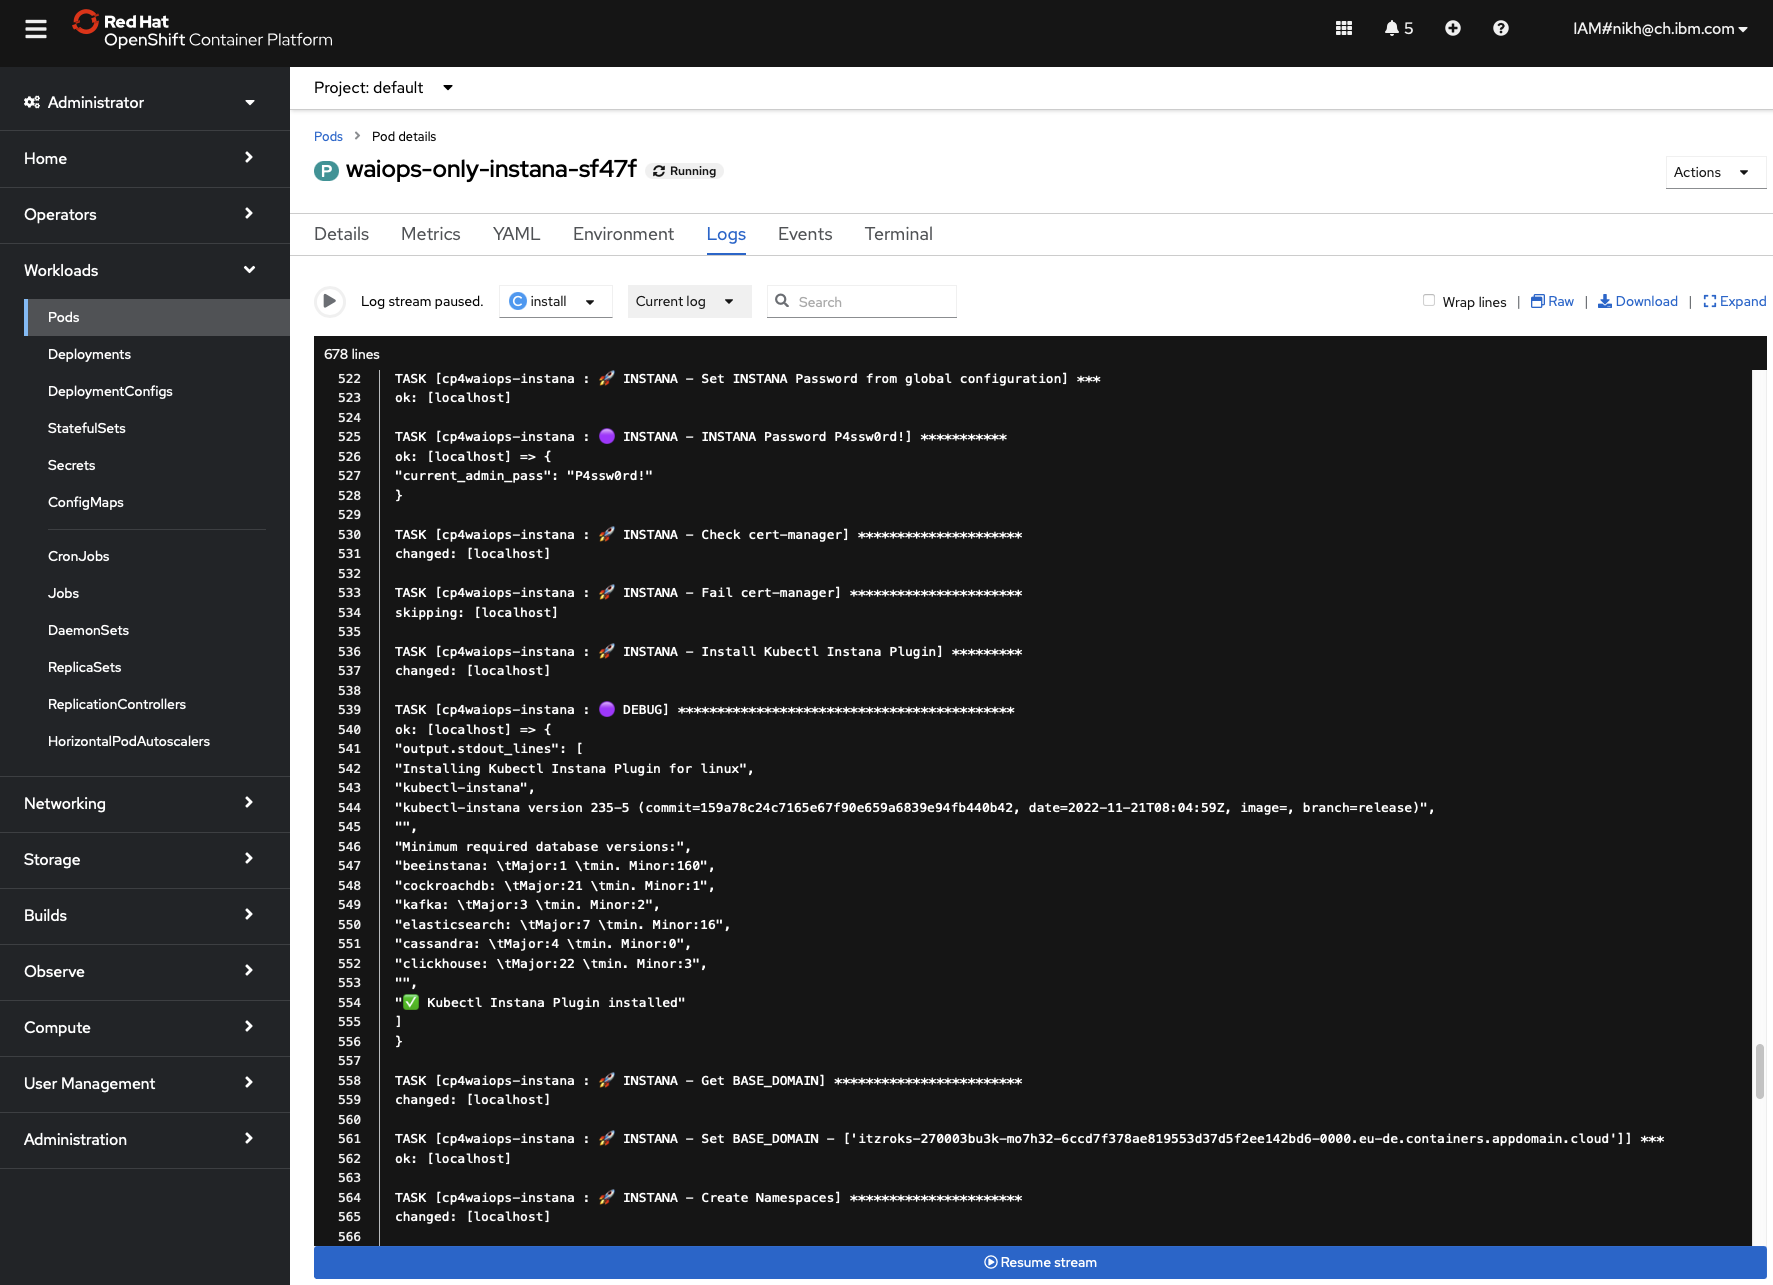 Red Hat
OpenShift Container Platform
5
IAM#nikh@ch.ibm.com
Administrator
Home
Operators
Workloads
Pods
Deployments
DeploymentConfigs
StatefulSets
Secrets
ConfigMaps
CronJobs
Jobs
DaemonSets
ReplicaSets
ReplicationControllers
HorizontalPodAutoscalers
Networking
Storage
Builds
Observe
Compute
User Management
Administration
Project: default
Pods > Pod details
P waiops-only-instana-sf47f Running
Actions
Details Metrics YAML Environment Logs Events Terminal
Log stream paused. C install Current log Search Wrap lines | Raw | Download | Expand
678 lines
522 TASK [cp4waiops-instana : 🚀 INSTANA - Set INSTANA Password from global configuration] ***
523 ok: [localhost]
524
525 TASK [cp4waiops-instana : 🟣 INSTANA - INSTANA Password P4ssw0rd!] ***********
526 ok: [localhost] => {
527 "current_admin_pass": "P4ssw0rd!"
528 }
529
530 TASK [cp4waiops-instana : 🚀 INSTANA - Check cert-manager] *********************
531 changed: [localhost]
532
533 TASK [cp4waiops-instana : 🚀 INSTANA - Fail cert-manager] **********************
534 skipping: [localhost]
535
536 TASK [cp4waiops-instana : 🚀 INSTANA - Install Kubectl Instana Plugin] *********
537 changed: [localhost]
538
539 TASK [cp4waiops-instana : 🟣 DEBUG] *******************************************
540 ok: [localhost] => {
541 "output.stdout_lines": [
542 "Installing Kubectl Instana Plugin for linux",
543 "kubectl-instana",
544 "kubectl-instana version 235-5 (commit=159a78c24c7165e67f90e659a6839e94fb440b42, date=2022-11-21T08:04:59Z, image=, branch=release)",
545 "",
546 "Minimum required database versions:",
547 "beeinstana: \tMajor:1 \tmin. Minor:160",
548 "cockroachdb: \tMajor:21 \tmin. Minor:1",
549 "kafka: \tMajor:3 \tmin. Minor:2",
550 "elasticsearch: \tMajor:7 \tmin. Minor:16",
551 "cassandra: \tMajor:4 \tmin. Minor:0",
552 "clickhouse: \tMajor:22 \tmin. Minor:3",
553 "",
554 "✅ Kubectl Instana Plugin installed"
555 ]
556 }
557
558 TASK [cp4waiops-instana : 🚀 INSTANA - Get BASE_DOMAIN] ************************
559 changed: [localhost]
560
561 TASK [cp4waiops-instana : 🚀 INSTANA - Set BASE_DOMAIN - ['itzroks-270003bu3k-mo7h32-6ccd7f378ae819553d37d5f2ee142bd6-0000.eu-de.containers.appdomain.cloud']] ***
562 ok: [localhost]
563
564 TASK [cp4waiops-instana : 🚀 INSTANA - Create Namespaces] **********************
565 changed: [localhost]
566
Resume stream